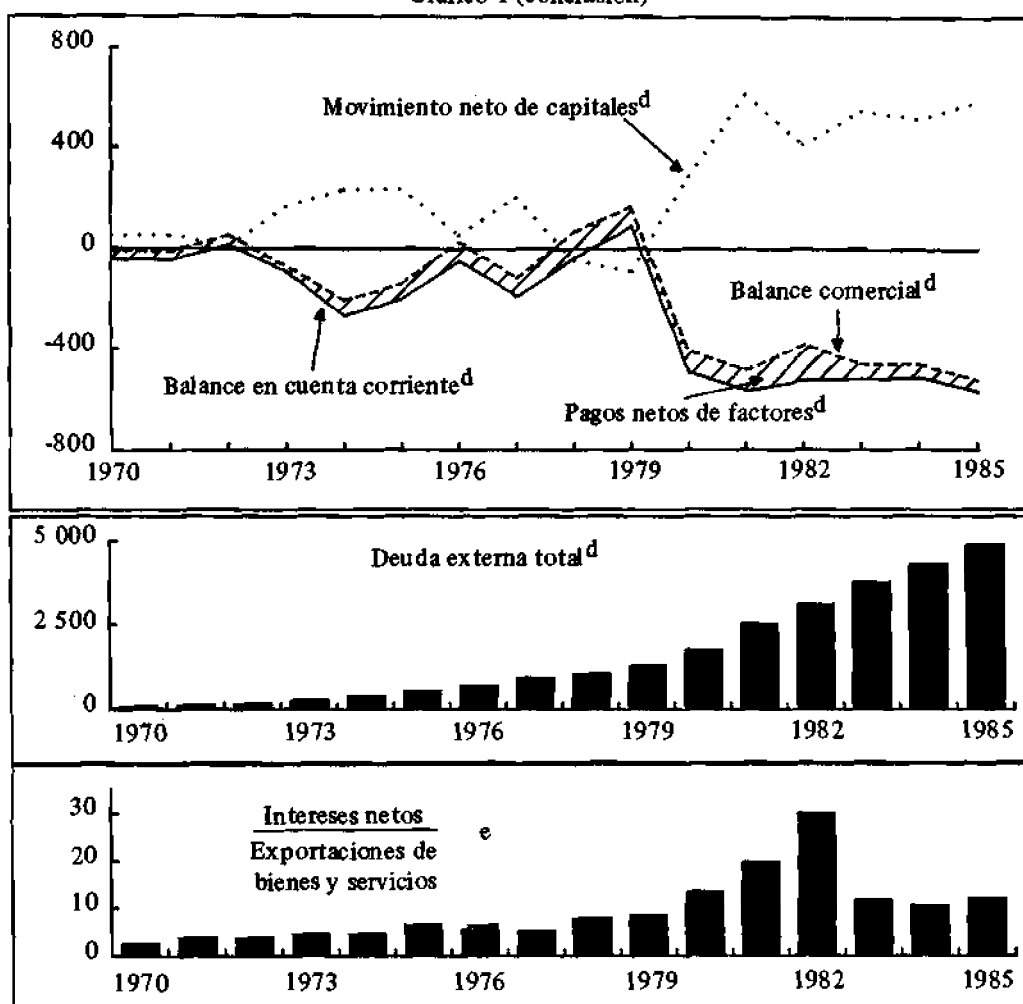 Gráfico 1 (conclusión)
800
400
0
-400
-800
Movimiento neto de capitales d
Balance comercial d
Balance en cuenta corriente d
Pagos netos de factores d
1970 1973 1976 1979 1982 1985
5 000
2 500
0
Deuda externa total d
1970 1973 1976 1979 1982 1985
30
20
10
0
Intereses netos
e
Exportaciones de
bienes y servicios
1970 1973 1976 1979 1982 1985